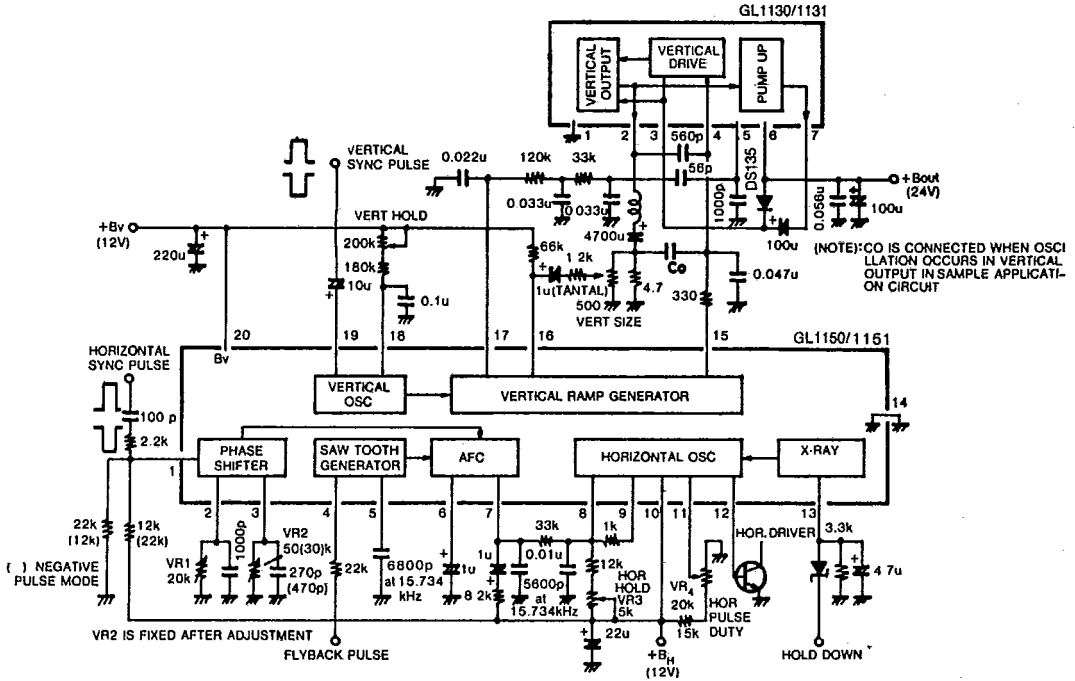 GL1130/1131
VERTICAL OUTPUT
VERTICAL DRIVE
PUMP UP
1 2 3 4 5 6 7
560p
56p
DS135
1000p
+Bout
(24V)
0.056u
100u
100u
(NOTE): CO IS CONNECTED WHEN OSCI
LLATION OCCURS IN VERTICAL
OUTPUT IN SAMPLE APPLICATI-
ON CIRCUIT
VERTICAL
SYNC PULSE
0.022u
120k
33k
0.033u
0.033u
4700u
+Bv
(12V)
220u
VERT HOLD
200k
180k
10u
0.1u
66k
1.2k
1u(TANTAL)
500
VERT SIZE
4.7
Co
330
0.047u
20
Bv
19
18
17
16
15
GL1150/1151
14
HORIZONTAL
SYNC PULSE
100 p
2.2k
VERTICAL
OSC
VERTICAL RAMP GENERATOR
PHASE
SHIFTER
SAW TOOTH
GENERATOR
AFC
HORIZONTAL OSC
X-RAY
1
2 3 4 5 6 7 8 9 10 11 12 13
22k
(12k)
12k
(22k)
( ) NEGATIVE
PULSE MODE
VR1
20k
1000p
VR2
50(30)k
270p
(470p)
22k
6800p
at 15.734
kHz
1u
1u
8.2k
33k
0.01u
5600p
at
15.734kHz
1k
12k
HOR
HOLD
VR3
5k
22u
VR4
20k
15k
HOR
PULSE
DUTY
HOR. DRIVER
3.3k
4.7u
VR2 IS FIXED AFTER ADJUSTMENT
FLYBACK PULSE
+BH
(12V)
HOLD DOWN